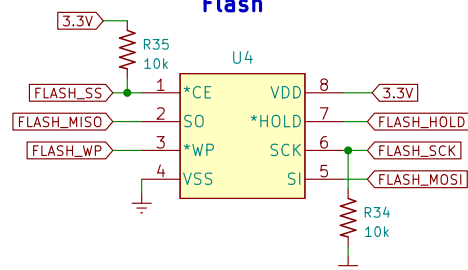 Flash
3.3V
R35
10k
U4
FLASH_SS 1 *CE VDD 8 3.3V
FLASH_MISO 2 SO *HOLD 7 FLASH_HOLD
FLASH_WP 3 *WP SCK 6 FLASH_SCK
4 VSS SI 5 FLASH_MOSI
R34
10k